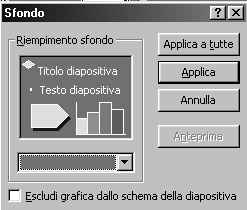 Sfondo
Riempimento sfondo
Titolo diapositiva
• Testo diapositiva
Applica a tutte
Applica
Annulla
Anteprima
Escludi grafica dallo schema della diapositiva